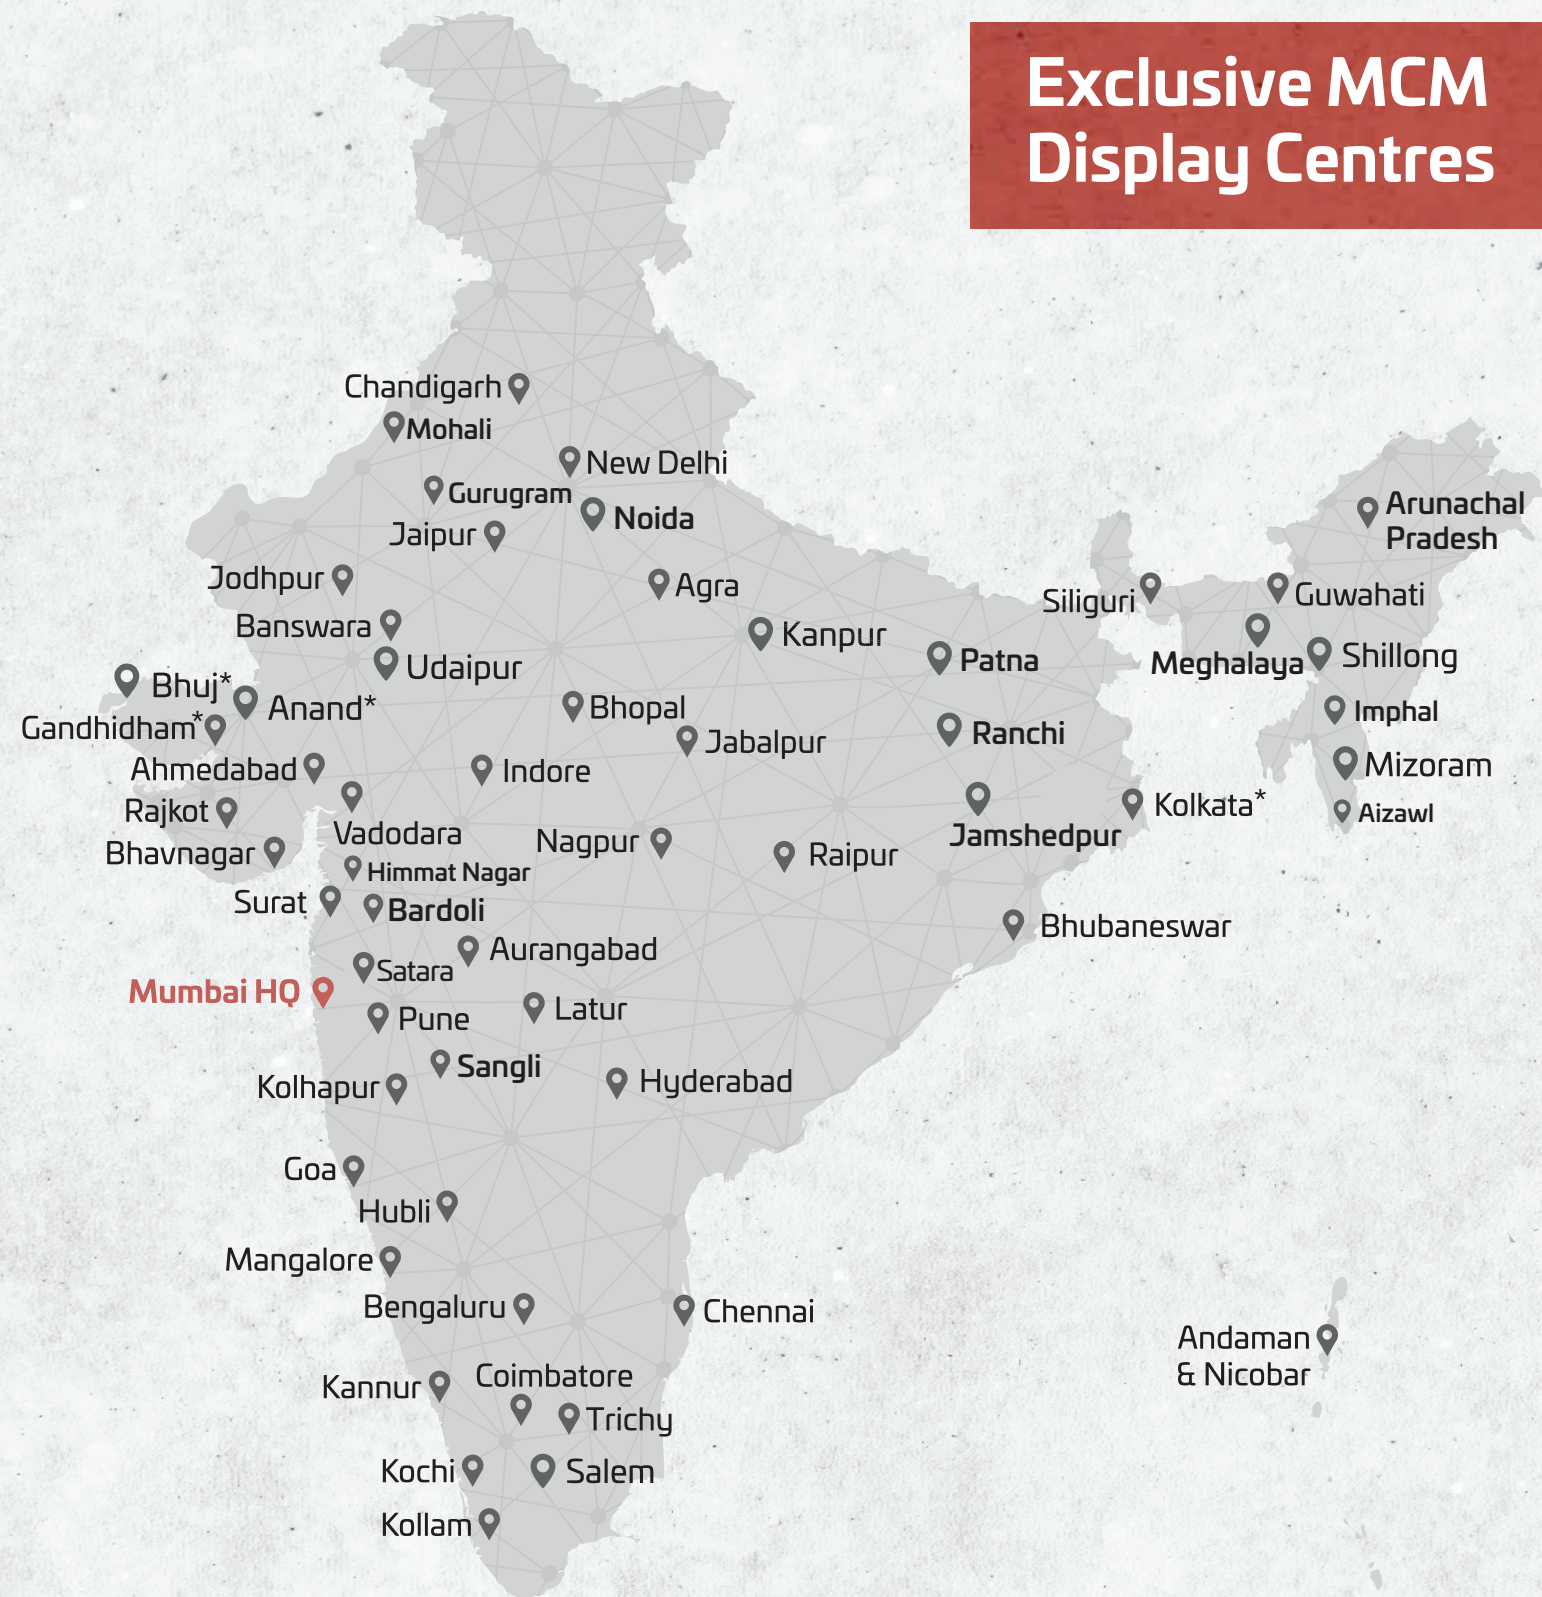 Exclusive MCM
Display Centres
Chandigarh
Mohali
New Delhi
Gurugram
Noida
Jaipur
Arunachal
Pradesh
Jodhpur
Agra
Siliguri
Guwahati
Banswara
Kanpur
Patna
Meghalaya
Shillong
Udaipur
Bhuj*
Anand*
Bhopal
Imphal
Gandhidham*
Jabalpur
Ranchi
Ahmedabad
Indore
Mizoram
Rajkot
Kolkata*
Aizawl
Vadodara
Nagpur
Jamshedpur
Bhavnagar
Raipur
Himmat Nagar
Surat
Bardoli
Bhubaneswar
Aurangabad
Satara
Mumbai HQ
Latur
Pune
Sangli
Kolhapur
Hyderabad
Goa
Hubli
Mangalore
Bengaluru
Chennai
Andaman
& Nicobar
Coimbatore
Kannur
Trichy
Kochi
Salem
Kollam